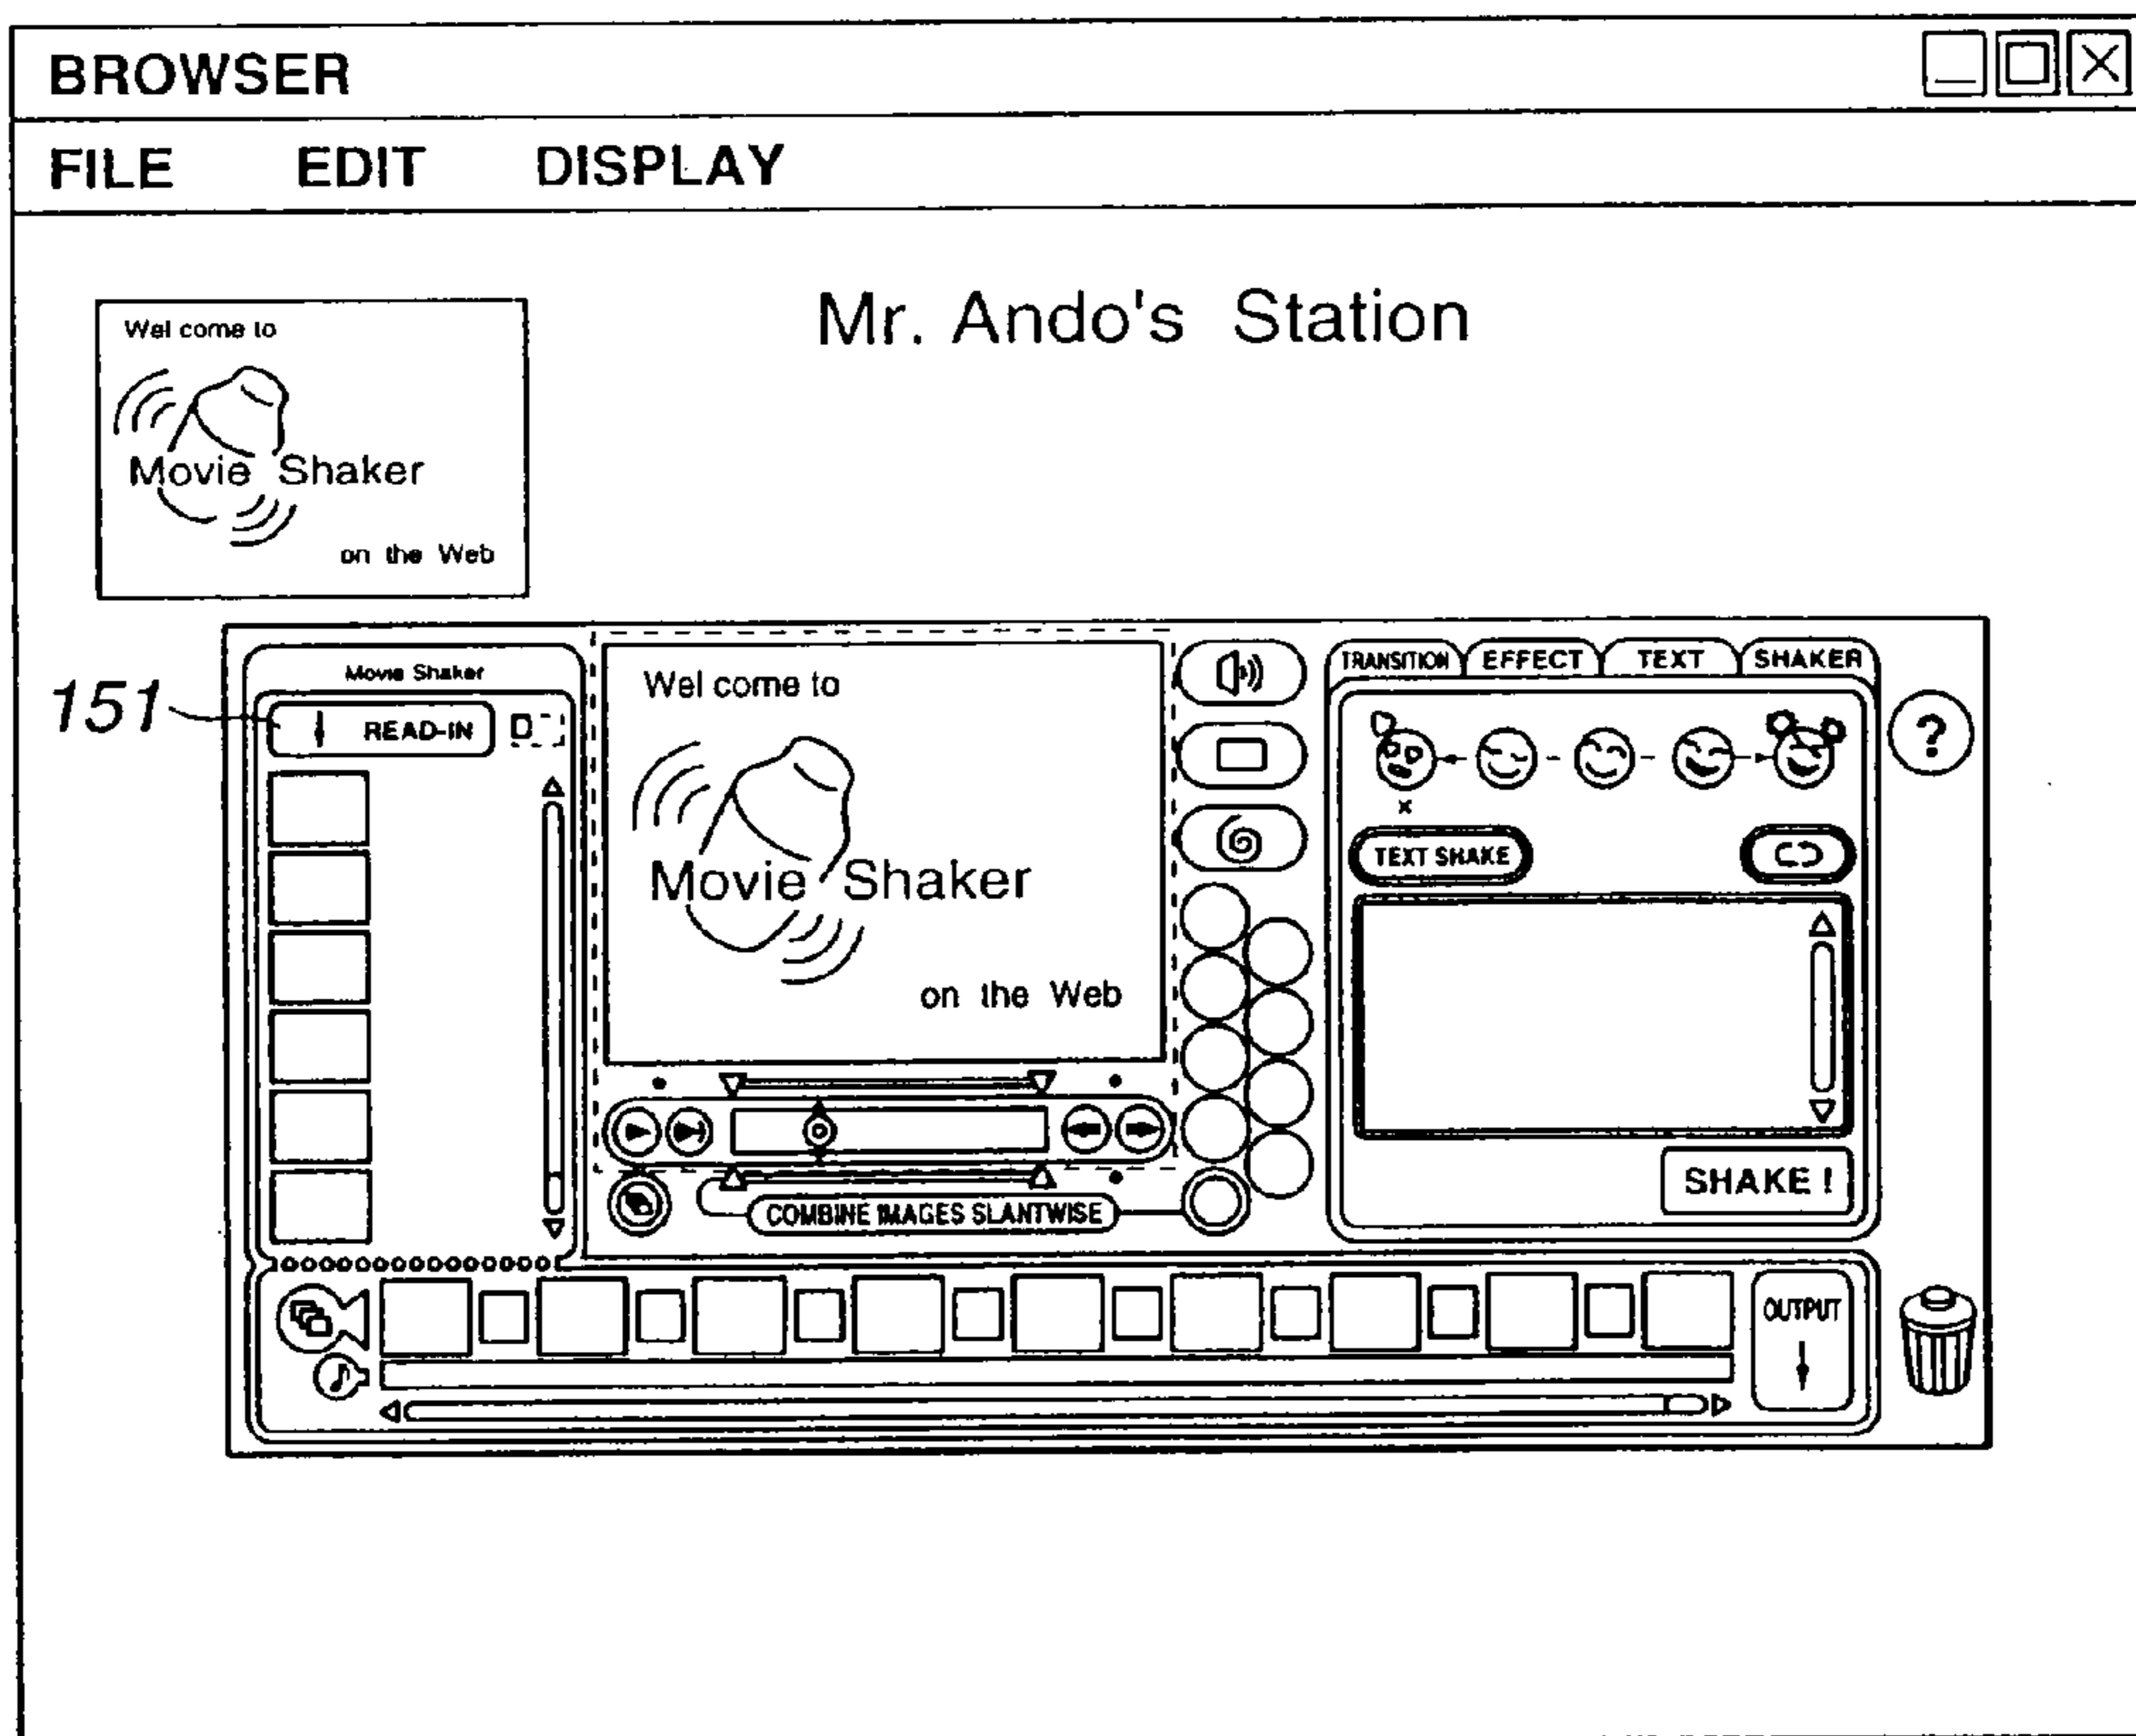 BROWSER
FILE EDIT DISPLAY
Mr. Ando's Station
Wel come to
Movie Shaker
on the Web
151
Movie Shaker
READ-IN
D
Wel come to
Movie Shaker
on the Web
COMBINE IMAGES SLANTWISE
TRANSITION EFFECT TEXT SHAKER
?
x
TEXT SHAKE
SHAKE !
OUTPUT